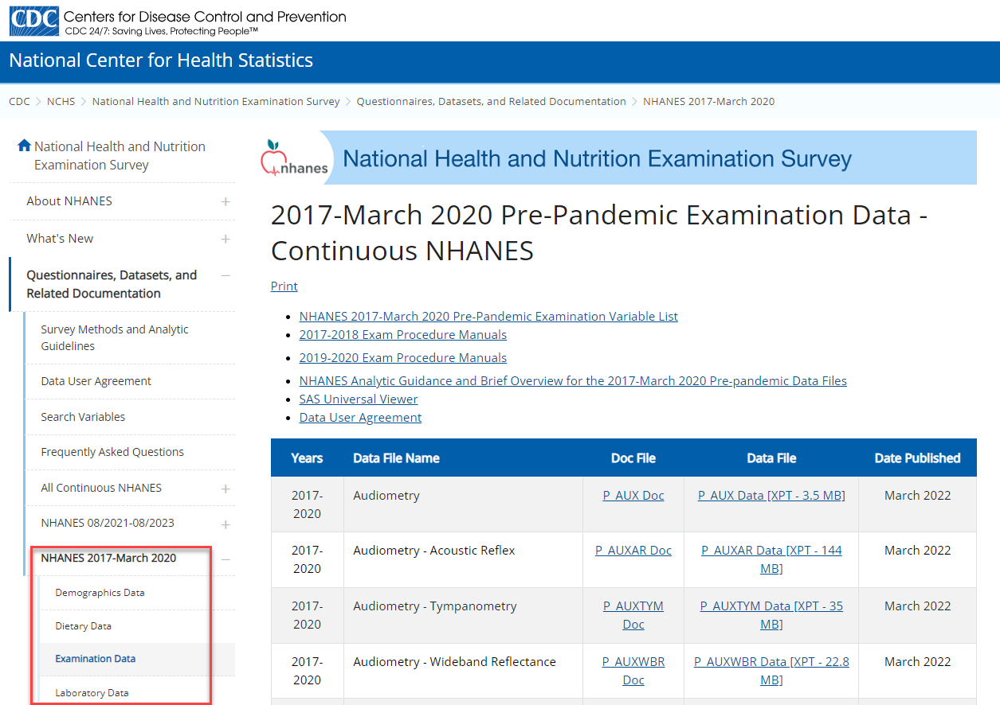 CDC
Centers for Disease Control and Prevention
CDC 24/7: Saving Lives, Protecting People™
National Center for Health Statistics
CDC > NCHS > National Health and Nutrition Examination Survey > Questionnaires, Datasets, and Related Documentation > NHANES 2017-March 2020
National Health and Nutrition
Examination Survey
About NHANES +
What's New +
Questionnaires, Datasets, and –
Related Documentation
Survey Methods and Analytic
Guidelines
Data User Agreement
Search Variables
Frequently Asked Questions
All Continuous NHANES +
NHANES 08/2021-08/2023 +
NHANES 2017-March 2020 –
Demographics Data
Dietary Data
Examination Data
Laboratory Data
nhanes
National Health and Nutrition Examination Survey
2017-March 2020 Pre-Pandemic Examination Data -
Continuous NHANES
Print
• NHANES 2017-March 2020 Pre-Pandemic Examination Variable List
• 2017-2018 Exam Procedure Manuals
• 2019-2020 Exam Procedure Manuals
• NHANES Analytic Guidance and Brief Overview for the 2017-March 2020 Pre-pandemic Data Files
• SAS Universal Viewer
• Data User Agreement
Years Data File Name Doc File Data File Date Published
2017- Audiometry P_AUX Doc P_AUX Data [XPT - 3.5 MB] March 2022
2020
2017- Audiometry - Acoustic Reflex P_AUXAR Doc P_AUXAR Data [XPT - 144 March 2022
2020 MB]
2017- Audiometry - Tympanometry P_AUXTYM P_AUXTYM Data [XPT - 35 March 2022
2020 Doc MB]
2017- Audiometry - Wideband Reflectance P_AUXWBR P_AUXWBR Data [XPT - 22.8 March 2022
2020 Doc MB]